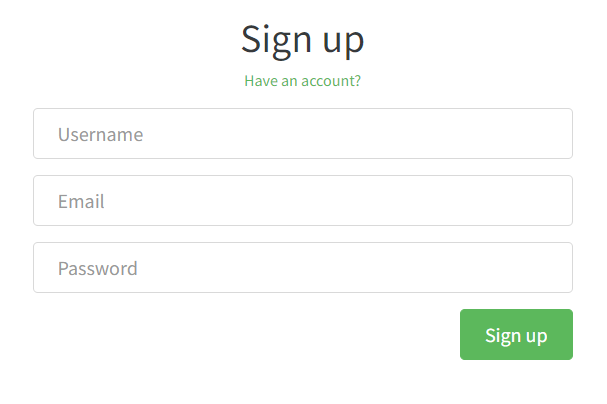 Sign up
Have an account?
Username
Email
Password
Sign up